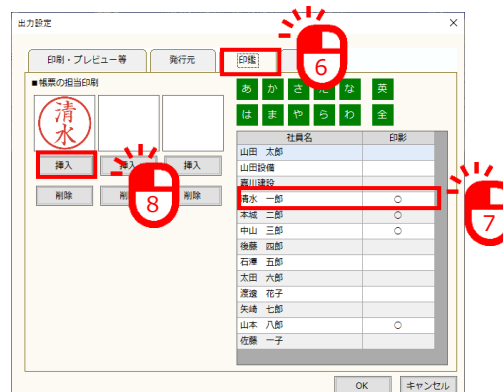 出力設定
印刷・プレビュー等
発行元
印鑑
6
■帳票の担当印刷
清水
挿入
挿入
挿入
8
削除
削除
削除
あ か さ た な 英
は ま や ら わ 全
社員名 印影
山田 太郎
山田設備
嘉川建設
清水 一郎 ○
7
本城 二郎 ○
中山 三郎 ○
後藤 四郎
石澤 五郎
太田 六郎
渡邉 花子
矢崎 七郎
山本 八郎 ○
佐藤 一子
OK
キャンセル